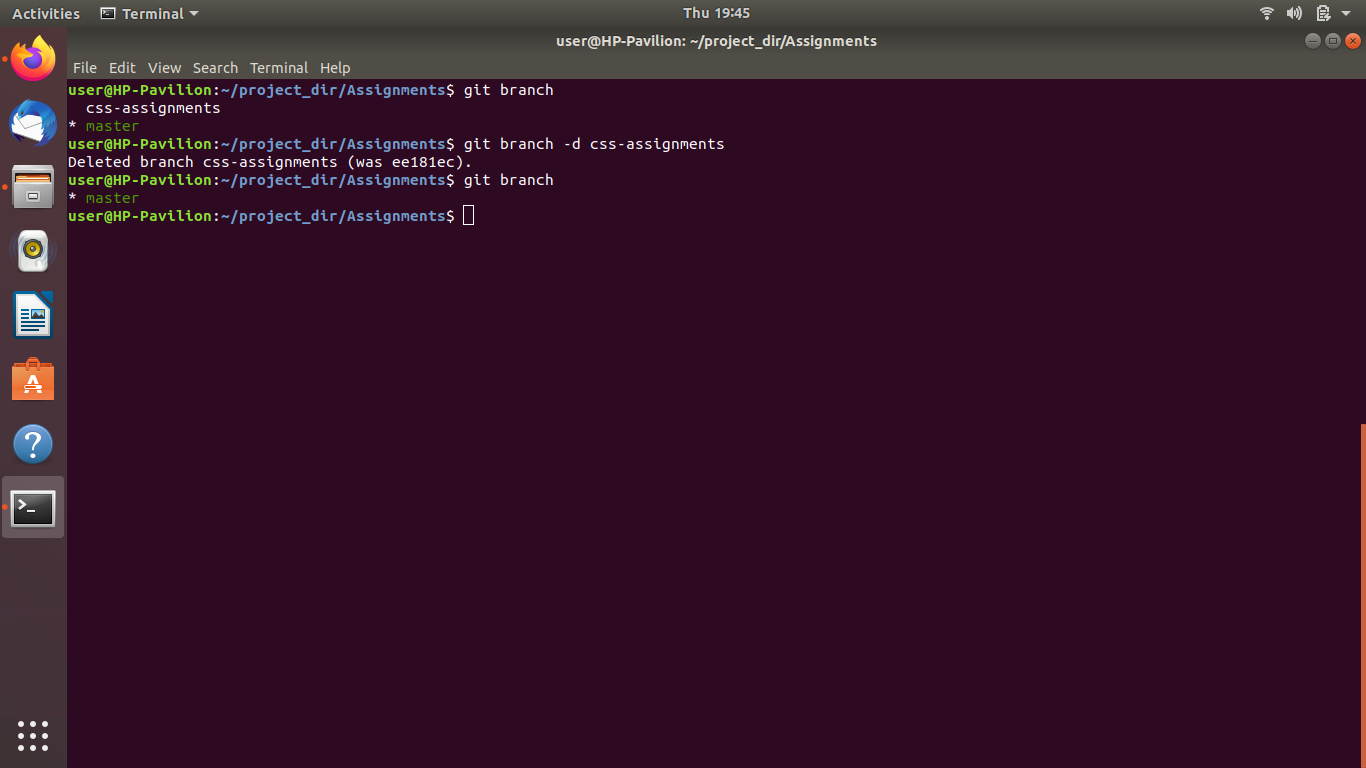 Activities Terminal Thu 19:45
user@HP-Pavilion: ~/project_dir/Assignments
File Edit View Search Terminal Help
user@HP-Pavilion:~/project_dir/Assignments$ git branch
  css-assignments
* master
user@HP-Pavilion:~/project_dir/Assignments$ git branch -d css-assignments
Deleted branch css-assignments (was ee181ec).
user@HP-Pavilion:~/project_dir/Assignments$ git branch
* master
user@HP-Pavilion:~/project_dir/Assignments$